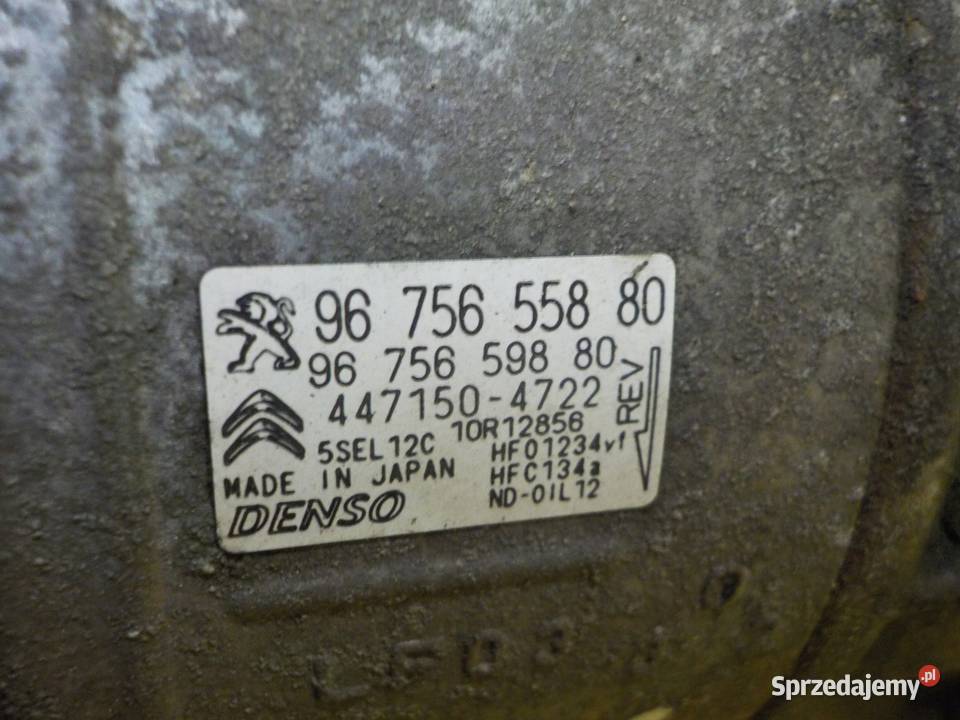 96 756 558 80
96 756 598 80
447150-4722
5SEL12C 10R12856
HFO1234yf
MADE IN JAPAN HFC134a
DENSO ND-OIL12
REV
Sprzedajemy.pl